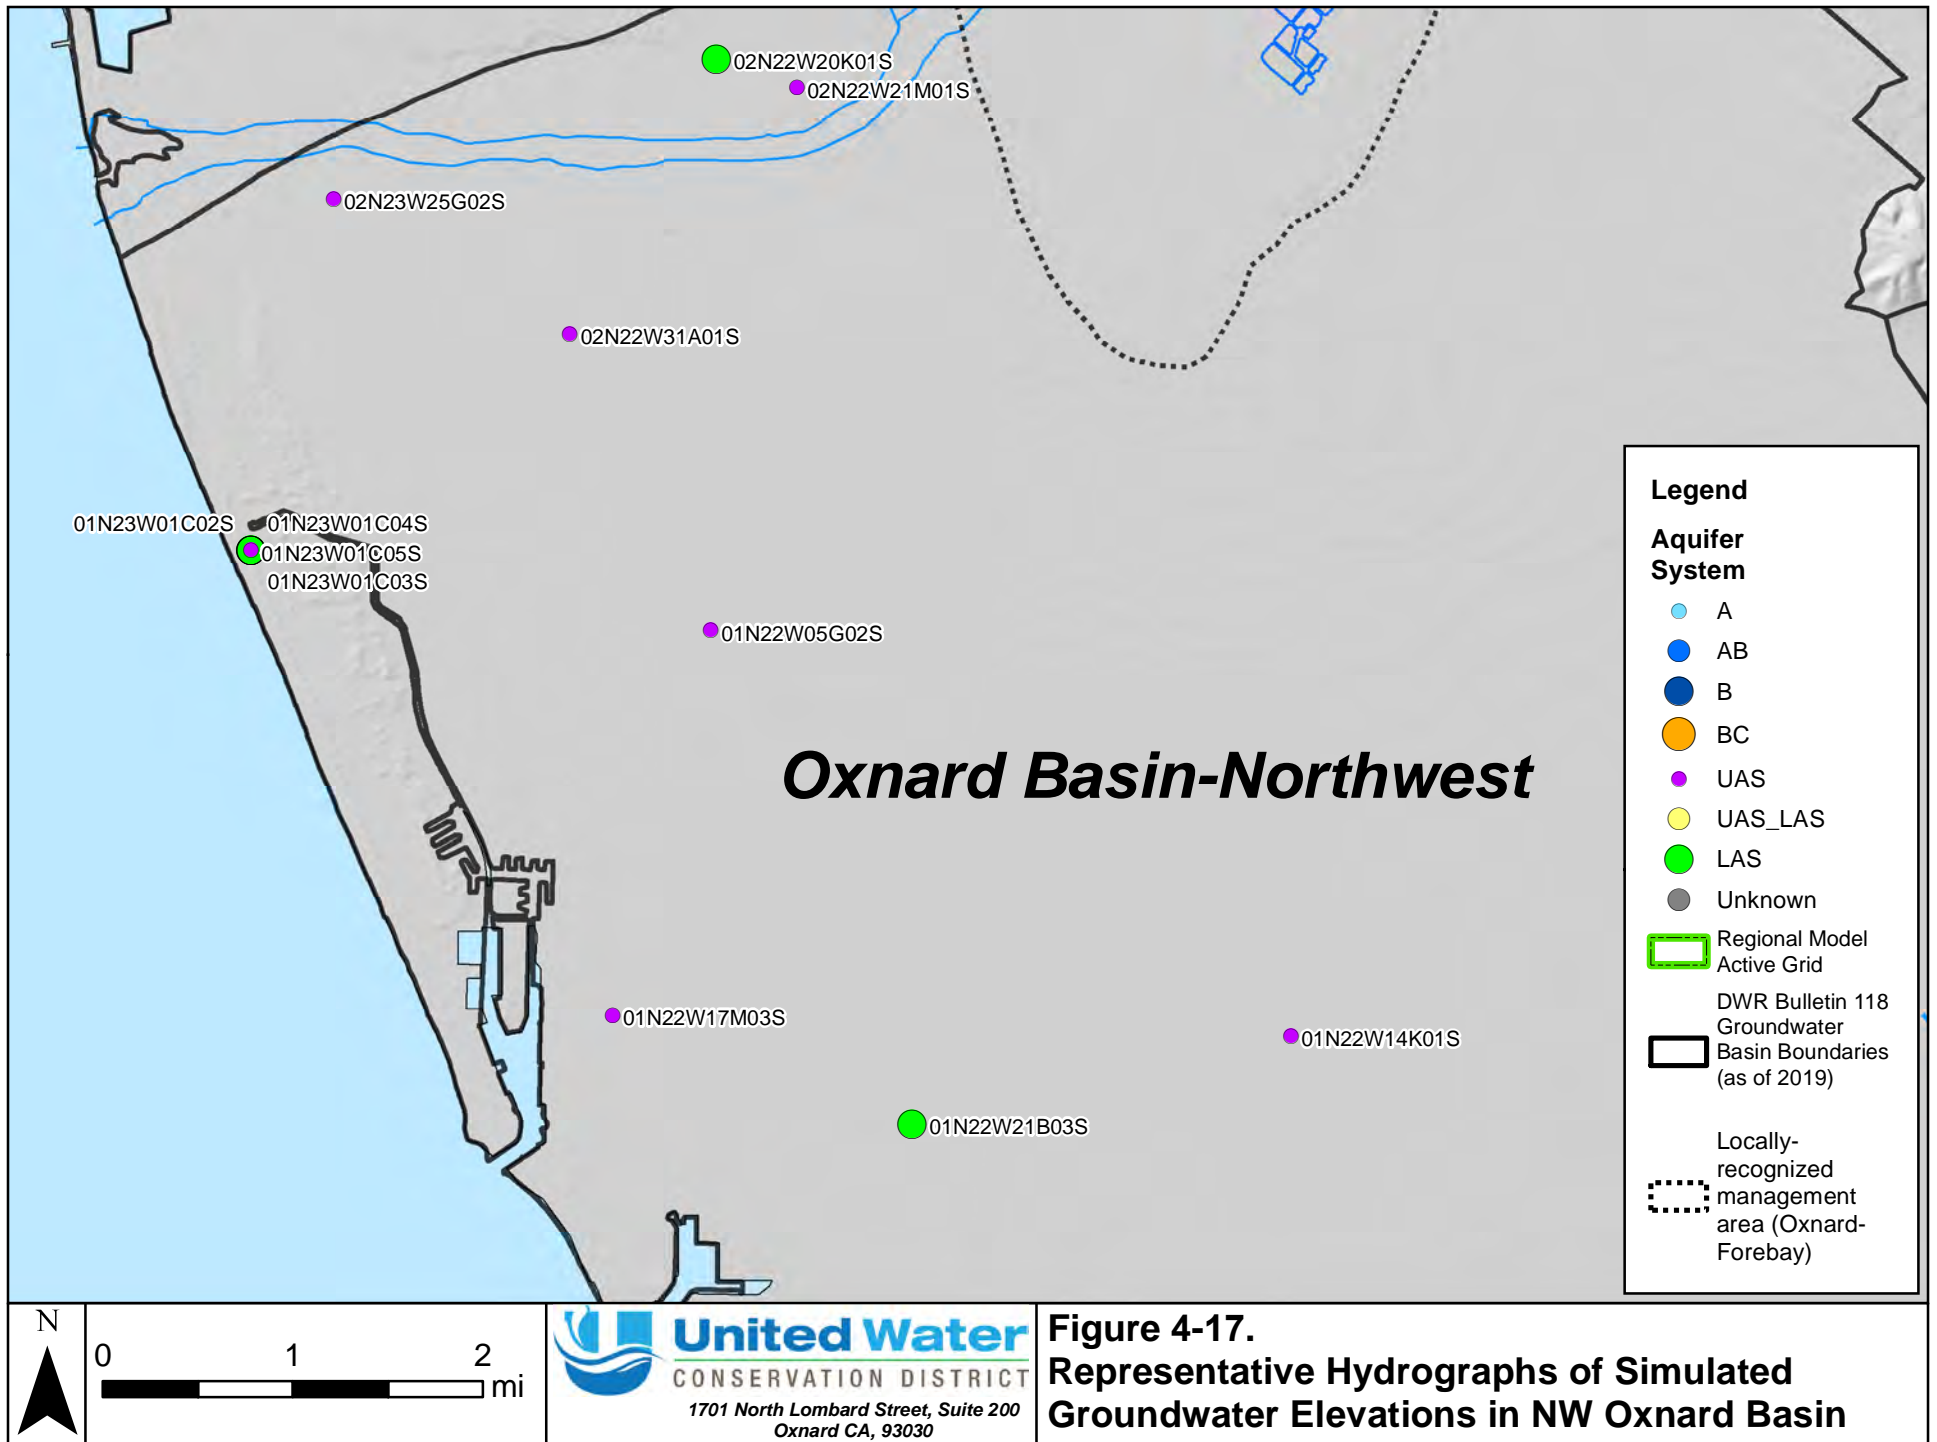 02N22W20K01S
02N22W21M01S
02N23W25G02S
02N22W31A01S
01N23W01C02S
01N23W01C04S
01N23W01C05S
01N23W01C03S
01N22W05G02S
Oxnard Basin-Northwest
01N22W17M03S
01N22W14K01S
01N22W21B03S
Legend
Aquifer
System
A
AB
B
BC
UAS
UAS_LAS
LAS
Unknown
Regional Model
Active Grid
DWR Bulletin 118
Groundwater
Basin Boundaries
(as of 2019)
Locally-
recognized
management
area (Oxnard-
Forebay)
N
0 1 2
mi
United Water
CONSERVATION DISTRICT
1701 North Lombard Street, Suite 200
Oxnard CA, 93030
Figure 4-17.
Representative Hydrographs of Simulated
Groundwater Elevations in NW Oxnard Basin